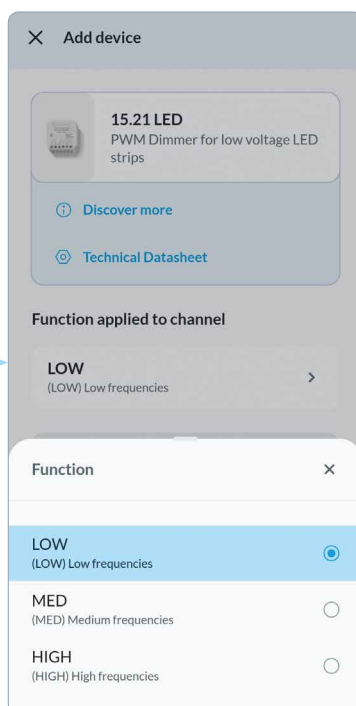 Add device
15.21 LED
PWM Dimmer for low voltage LED
strips
Discover more
Technical Datasheet
Function applied to channel
LOW
(LOW) Low frequencies
Function
LOW
(LOW) Low frequencies
MED
(MED) Medium frequencies
HIGH
(HIGH) High frequencies